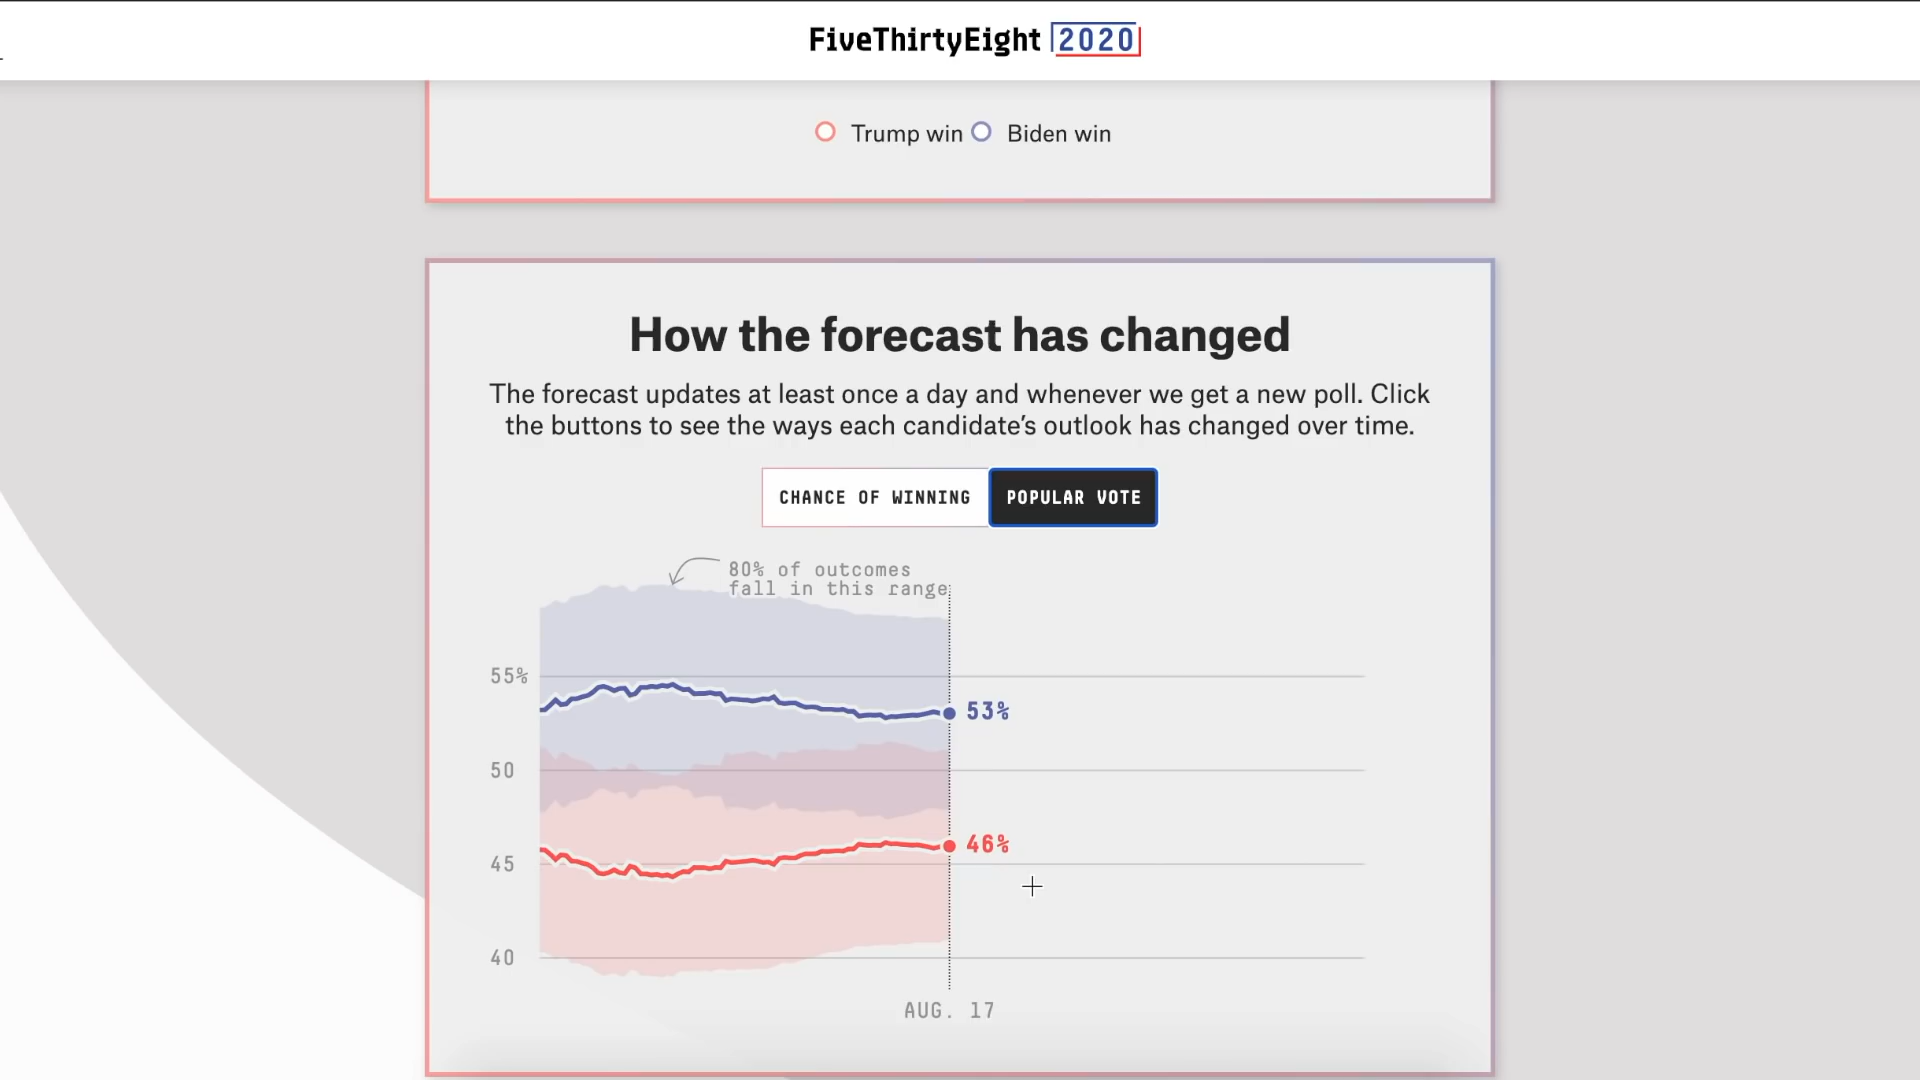 FiveThirtyEight 2020
Trump win Biden win
How the forecast has changed
The forecast updates at least once a day and whenever we get a new poll. Click
the buttons to see the ways each candidate’s outlook has changed over time.
CHANCE OF WINNING POPULAR VOTE
80% of outcomes
fall in this range
55%
53%
50
46%
45
40
AUG. 17